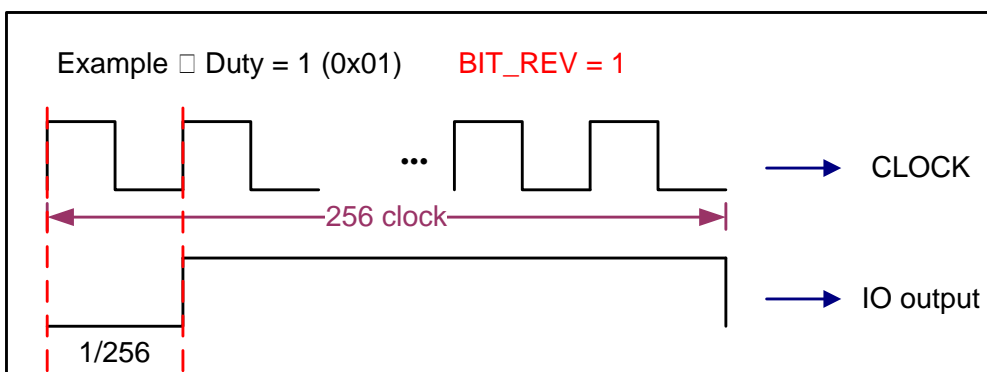 Example □ Duty = 1 (0x01) BIT_REV = 1
...
CLOCK
256 clock
IO output
1/256